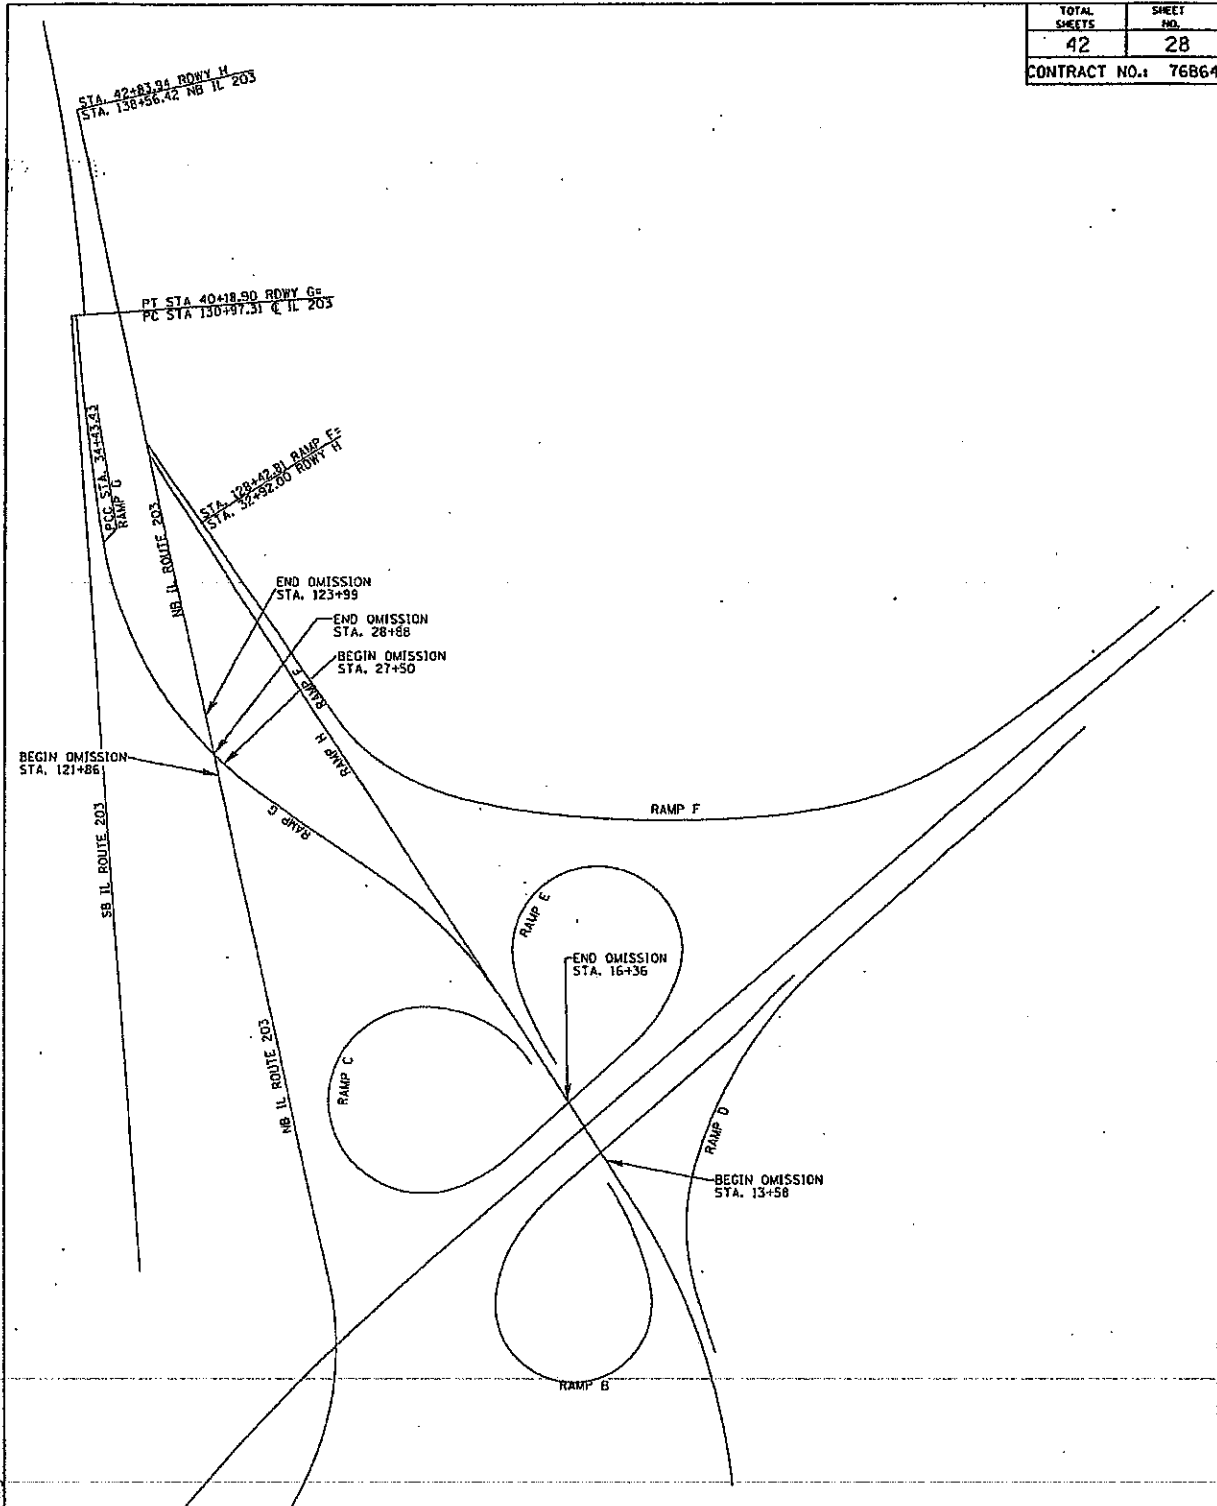 TOTAL SHEETS
SHEET NO.
42
28
CONTRACT NO.: 76B64
STA. 42+83.94 RDWY H
STA. 138+56.42 NB IL 203
PT STA 40+18.90 RDWY G=
PC STA 130+97.31 ℄ IL 203
PCC STA. 34+43.43
RAMP G
STA. 128+42.81 RAMP F=
STA. 32+92.00 RDWY H
NB IL ROUTE 203
END OMISSION
STA. 123+99
END OMISSION
STA. 28+88
BEGIN OMISSION
STA. 27+50
RAMP F
RAMP F
RAMP H
BEGIN OMISSION
STA. 121+86
SB IL ROUTE 203
RAMP G
RAMP F
RAMP E
END OMISSION
STA. 16+36
NB IL ROUTE 203
RAMP C
RAMP D
BEGIN OMISSION
STA. 13+58
RAMP B